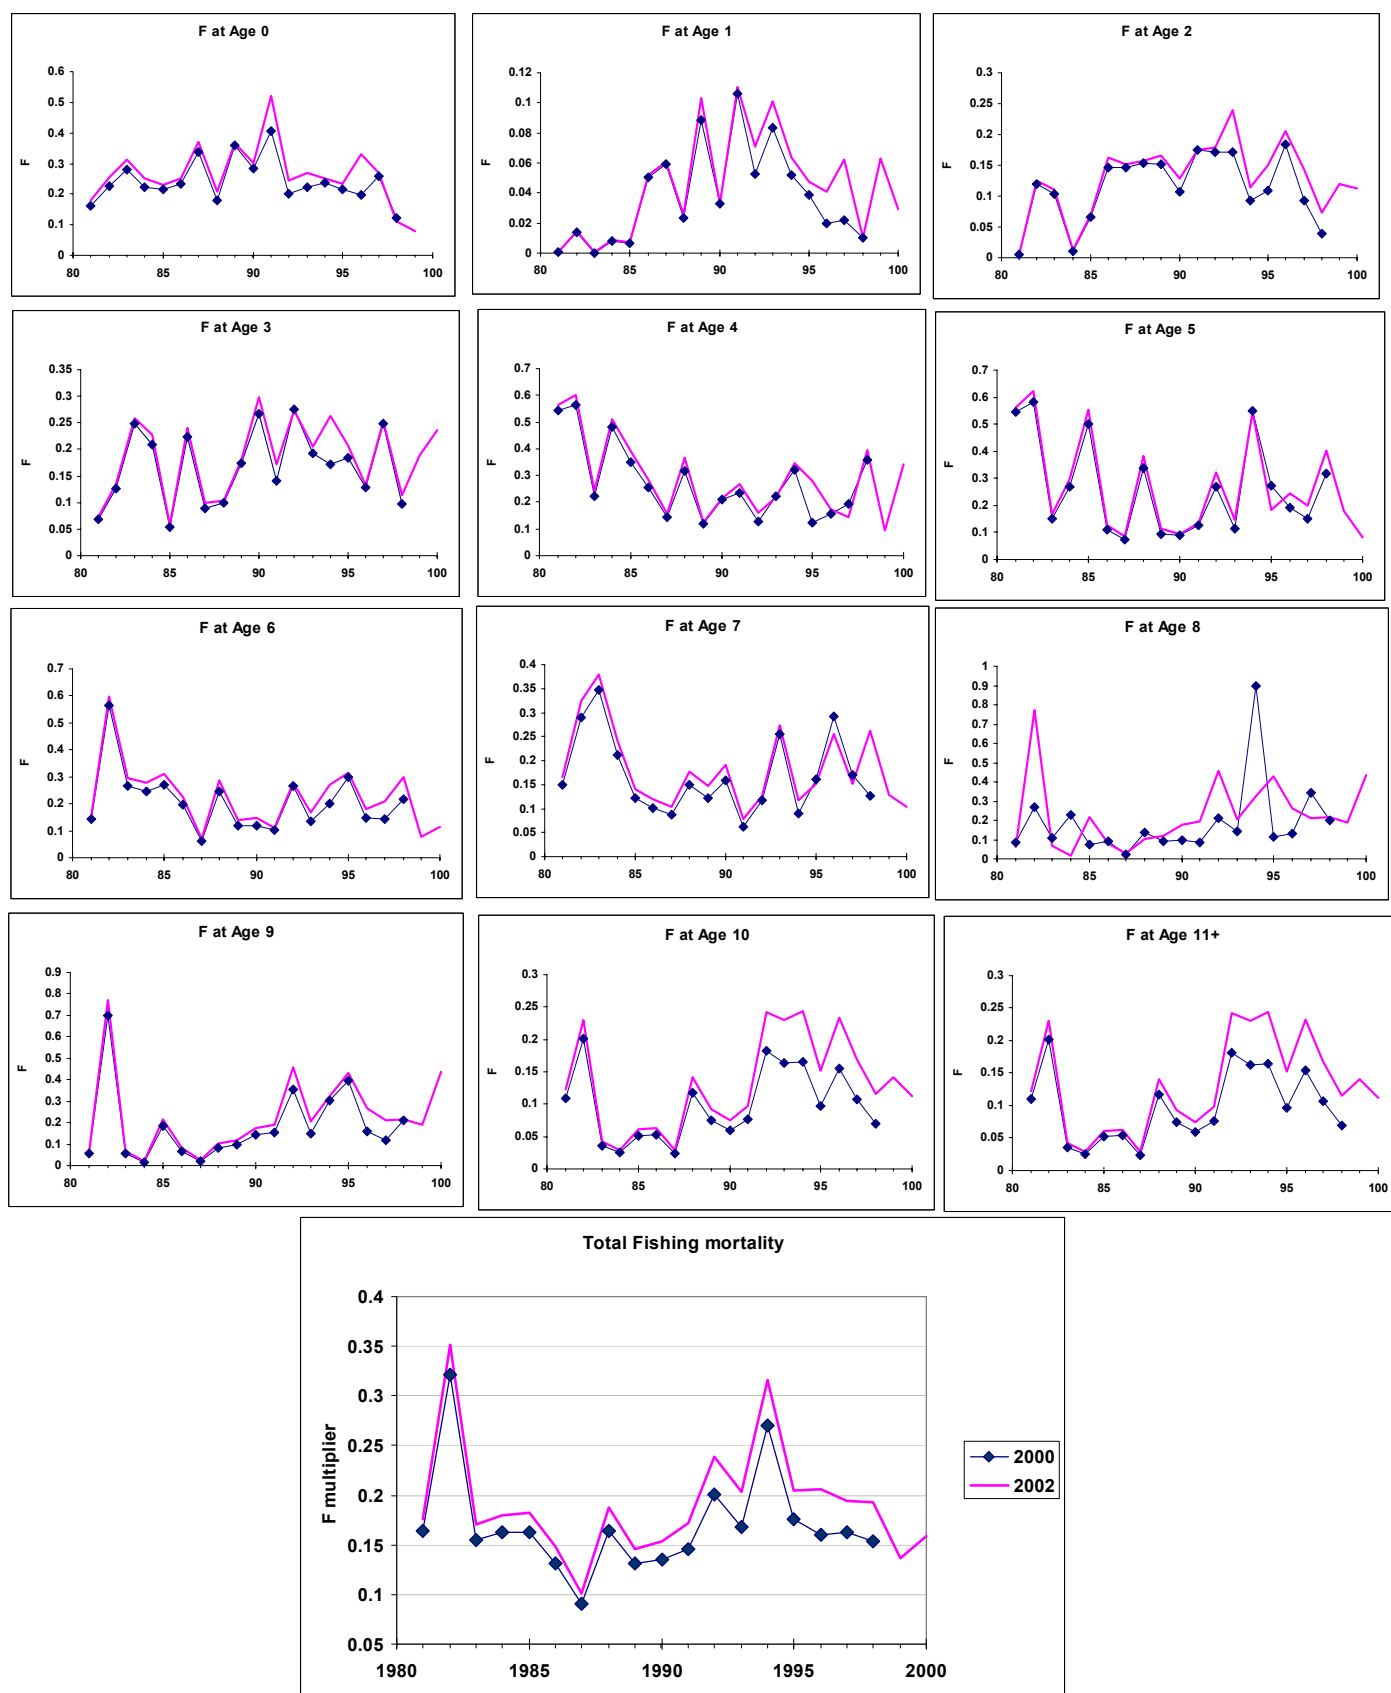 F at Age 0
F
0.6
0.5
0.4
0.3
0.2
0.1
0
80 85 90 95 100
F at Age 1
F
0.12
0.1
0.08
0.06
0.04
0.02
0
80 85 90 95 100
F at Age 2
F
0.3
0.25
0.2
0.15
0.1
0.05
0
80 85 90 95 100
F at Age 3
F
0.35
0.3
0.25
0.2
0.15
0.1
0.05
0
80 85 90 95 100
F at Age 4
F
0.7
0.6
0.5
0.4
0.3
0.2
0.1
0
80 85 90 95 100
F at Age 5
F
0.7
0.6
0.5
0.4
0.3
0.2
0.1
0
80 85 90 95 100
F at Age 6
F
0.7
0.6
0.5
0.4
0.3
0.2
0.1
0
80 85 90 95 100
F at Age 7
F
0.4
0.35
0.3
0.25
0.2
0.15
0.1
0.05
0
80 85 90 95 100
F at Age 8
F
1
0.9
0.8
0.7
0.6
0.5
0.4
0.3
0.2
0.1
0
80 85 90 95 100
F at Age 9
F
0.9
0.8
0.7
0.6
0.5
0.4
0.3
0.2
0.1
0
80 85 90 95 100
F at Age 10
F
0.3
0.25
0.2
0.15
0.1
0.05
0
80 85 90 95 100
F at Age 11+
F
0.3
0.25
0.2
0.15
0.1
0.05
0
80 85 90 95 100
Total Fishing mortality
F multiplier
0.4
0.35
0.3
0.25
0.2
0.15
0.1
0.05
1980 1985 1990 1995 2000
2000
2002